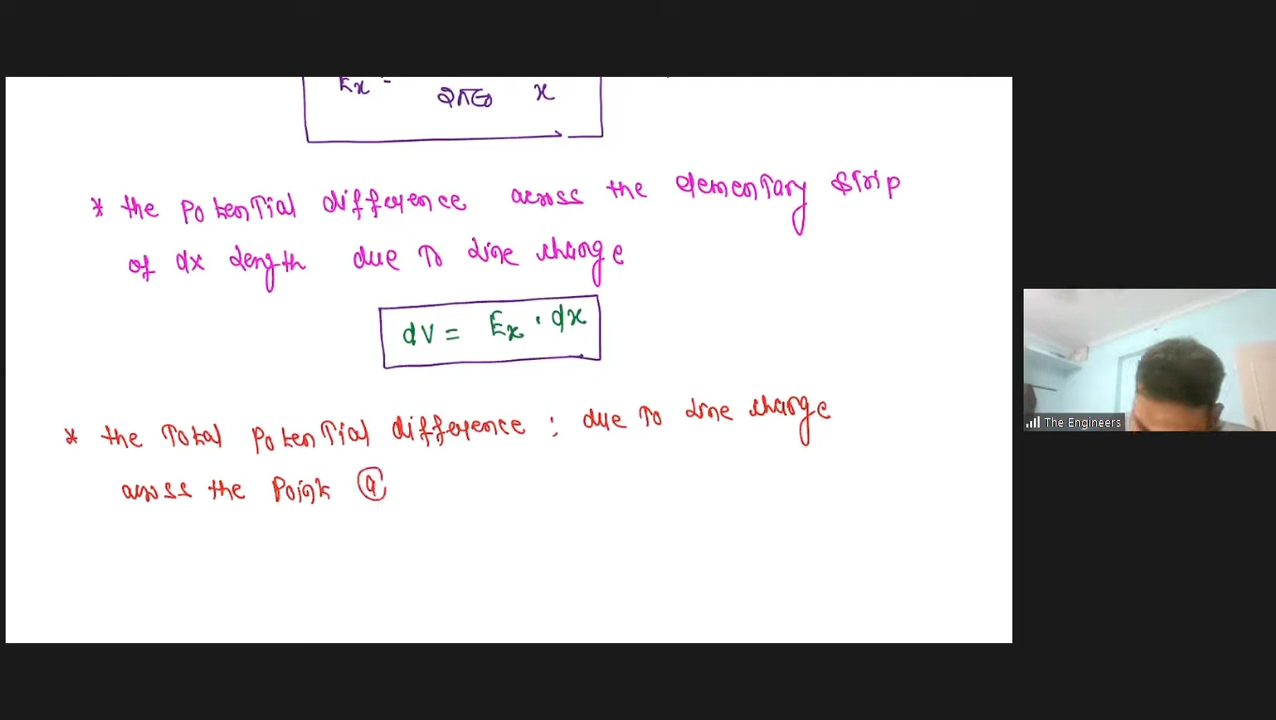 Ex =
2πε0 x
* the Potential difference across the elementary strip
of dx length due To line charge
dV = Ex · dx
* the Total Potential difference : due To line charge
across the Point a
The Engineers